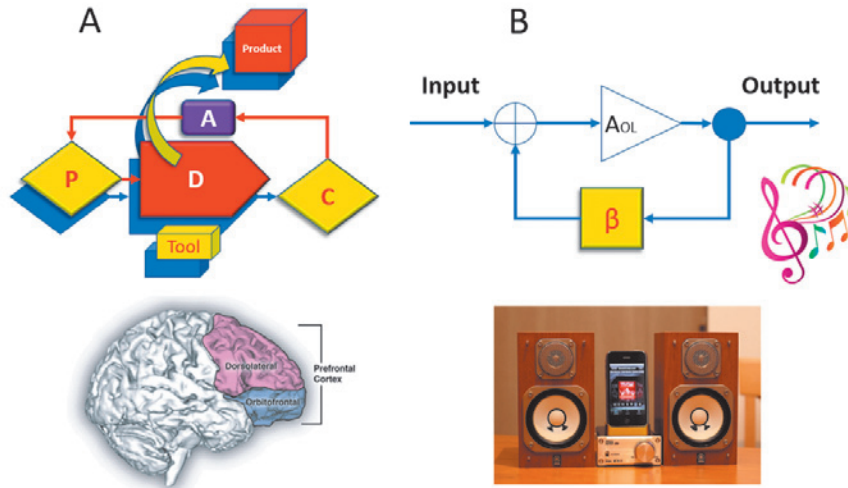 A
B
Product
Input
Output
A
AOL
P
D
C
β
Tool
Dorsolateral
Prefrontal
Cortex
Orbitofrontal